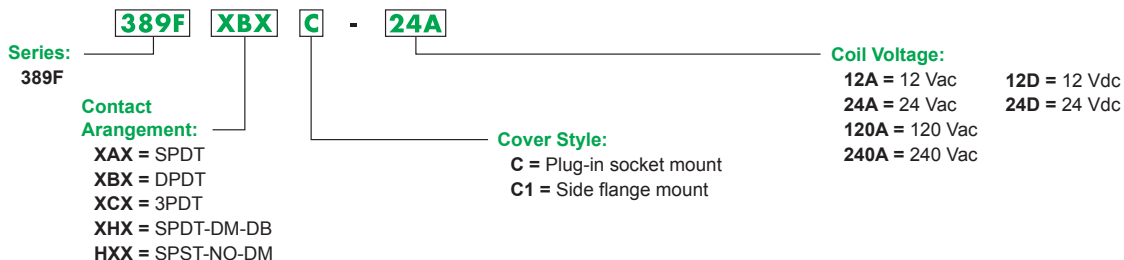 389F XBX C - 24A
Series:
389F
Contact
Arangement:
XAX = SPDT
XBX = DPDT
XCX = 3PDT
XHX = SPDT-DM-DB
HXX = SPST-NO-DM
Cover Style:
C = Plug-in socket mount
C1 = Side flange mount
Coil Voltage:
12A = 12 Vac 12D = 12 Vdc
24A = 24 Vac 24D = 24 Vdc
120A = 120 Vac
240A = 240 Vac